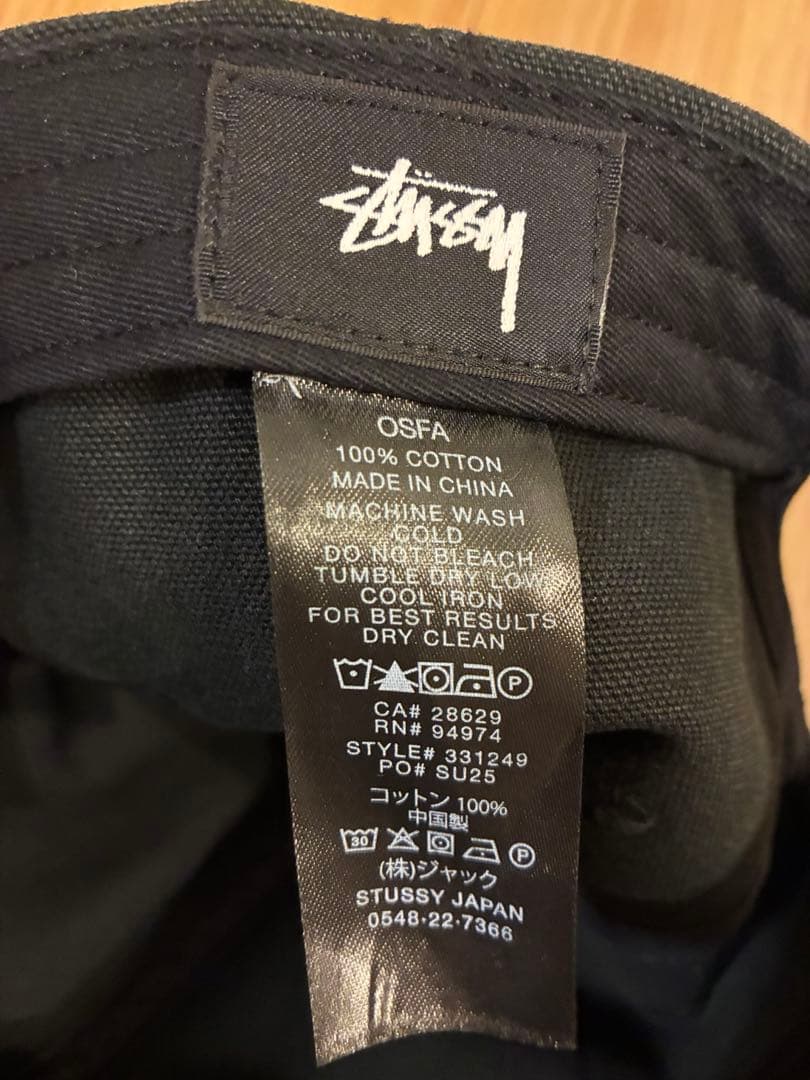 Stüssy
OSFA
100% COTTON
MADE IN CHINA
MACHINE WASH
COLD
DO NOT BLEACH
TUMBLE DRY LOW
COOL IRON
FOR BEST RESULTS
DRY CLEAN
P
CA# 28629
RN# 94974
STYLE# 331249
PO# SU25
コットン 100%
中国製
30 P
(株)ジャック
STUSSY JAPAN
0548・22・7366